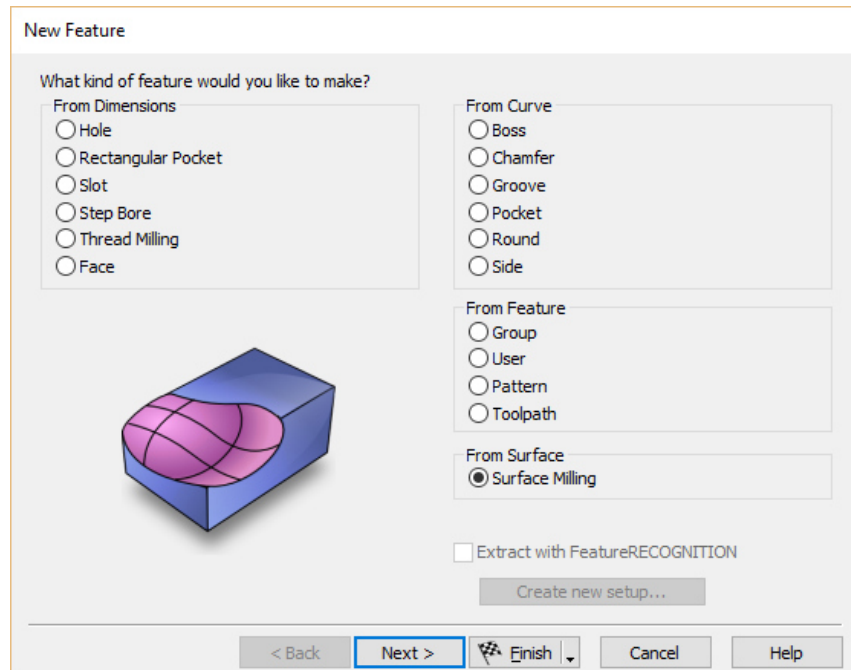 New Feature
What kind of feature would you like to make?
From Dimensions
Hole
Rectangular Pocket
Slot
Step Bore
Thread Milling
Face
From Curve
Boss
Chamfer
Groove
Pocket
Round
Side
From Feature
Group
User
Pattern
Toolpath
From Surface
Surface Milling
Extract with FeatureRECOGNITION
Create new setup...
< Back Next > Finish Cancel Help